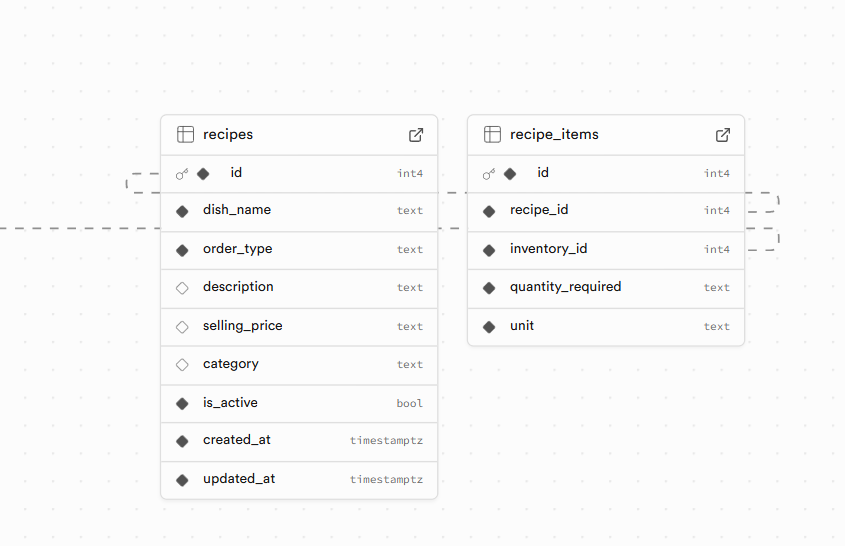 recipes
id int4
dish_name text
order_type text
description text
selling_price text
category text
is_active bool
created_at timestamptz
updated_at timestamptz
recipe_items
id int4
recipe_id int4
inventory_id int4
quantity_required text
unit text